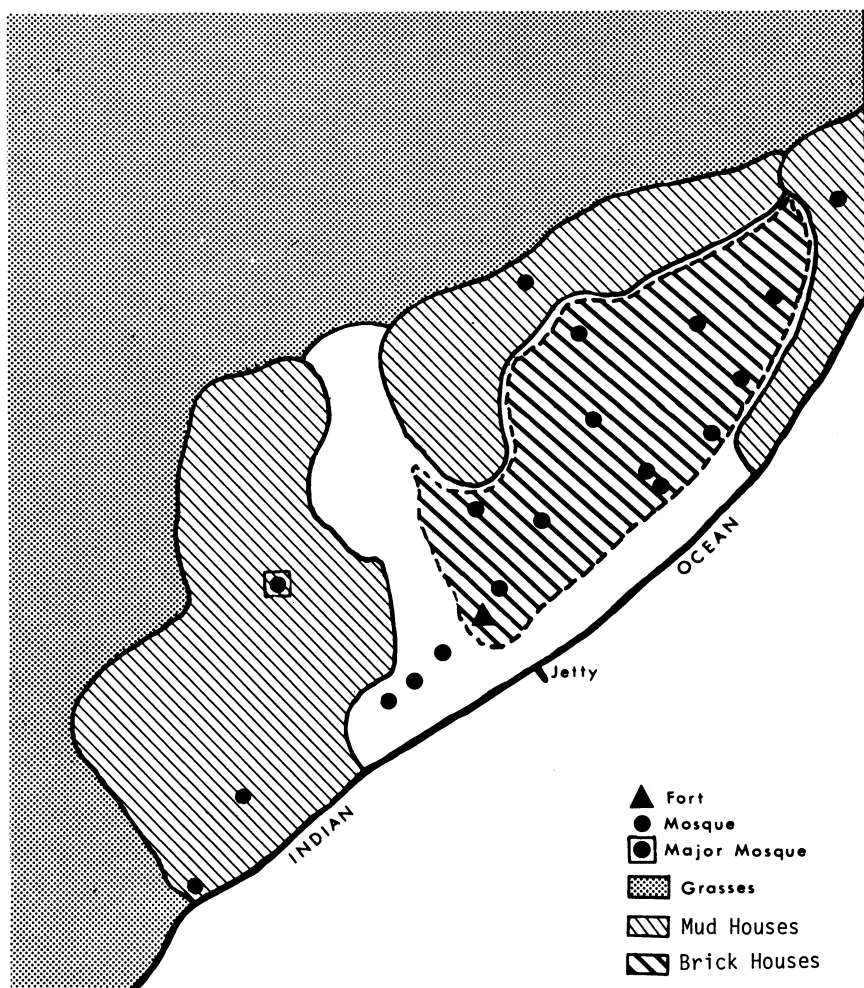 OCEAN
Jetty
INDIAN
Fort
Mosque
Major Mosque
Grasses
Mud Houses
Brick Houses